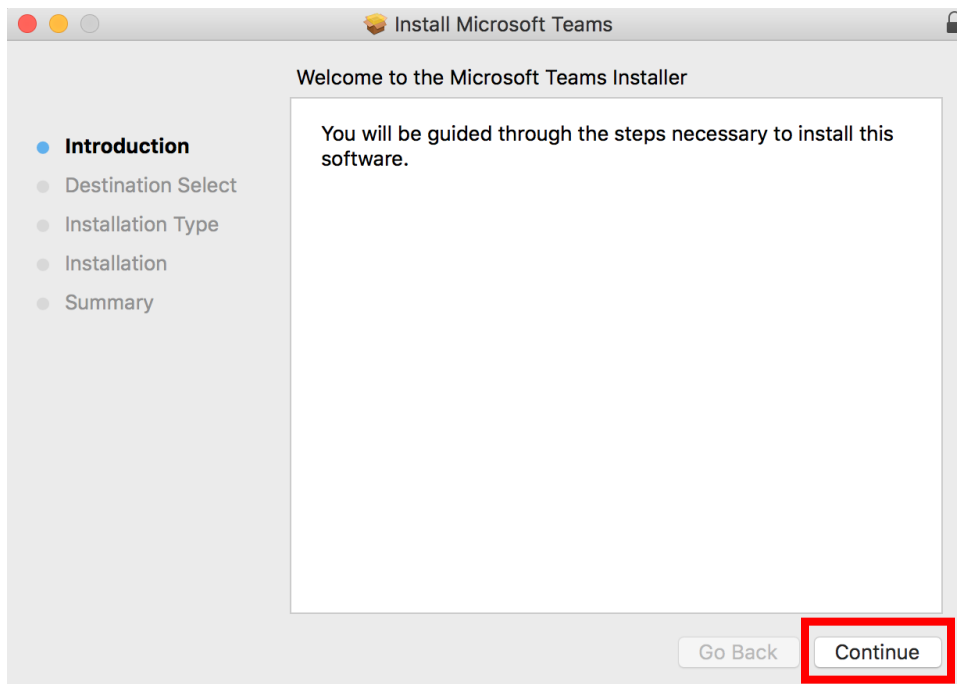 Install Microsoft Teams
Welcome to the Microsoft Teams Installer
Introduction
Destination Select
Installation Type
Installation
Summary
You will be guided through the steps necessary to install this
software.
Go Back
Continue